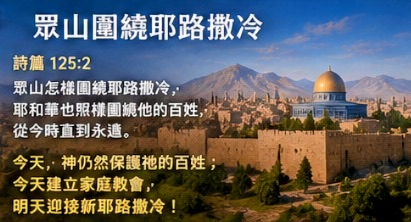 眾山圍繞耶路撒冷
詩篇 125:2
眾山怎樣圍繞耶路撒冷，
耶和華也照樣圍繞他的百姓，
從今時直到永遠。
今天，神仍然保護祂的百姓；
今天建立家庭教會，
明天迎接新耶路撒冷！